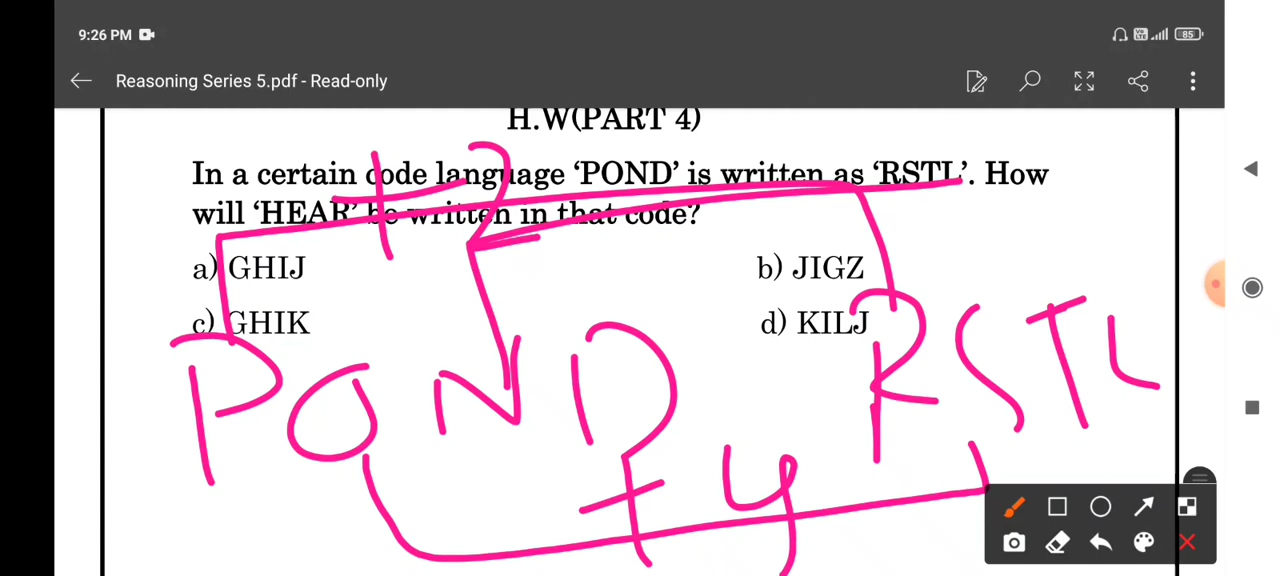 9:26 PM
85
Reasoning Series 5.pdf - Read-only
H.W(PART 4)
In a certain code language ‘POND’ is written as ‘RSTL’. How
will ‘HEAR’ be written in that code?
a) GHIJ b) JIGZ
c) GHIK d) KILJ
+2
POND RSTL
+4